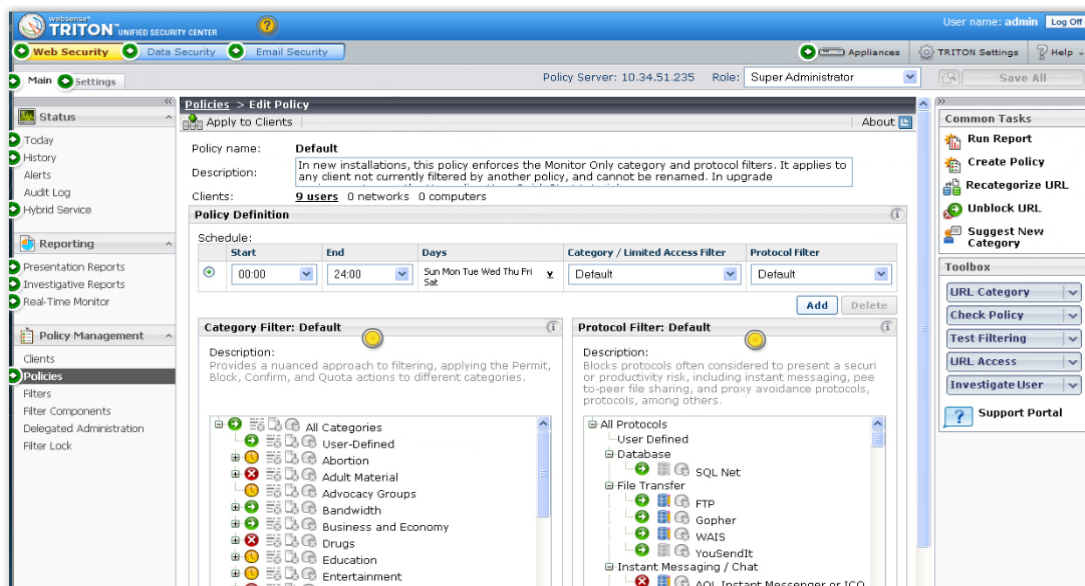 websense®
TRITON™ UNIFIED SECURITY CENTER
?
User name: admin Log Off
Web Security Data Security Email Security
Appliances TRITON Settings ? Help
Main Settings
Policy Server: 10.34.51.235 Role: Super Administrator
Save All
Status
Today
History
Alerts
Audit Log
Hybrid Service
Reporting
Presentation Reports
Investigative Reports
Real-Time Monitor
Policy Management
Clients
Policies
Filters
Filter Components
Delegated Administration
Filter Lock
Policies > Edit Policy
Apply to Clients
About
Policy name: Default
Description:
In new installations, this policy enforces the Monitor Only category and protocol filters. It applies to
any client not currently filtered by another policy, and cannot be renamed. In upgrade
Clients: 9 users 0 networks 0 computers
Policy Definition
Schedule:
Start End Days Category / Limited Access Filter Protocol Filter
00:00 24:00 Sun Mon Tue Wed Thu Fri
Sat
Default Default
Add Delete
Category Filter: Default
Description:
Provides a nuanced approach to filtering, applying the Permit,
Block, Confirm, and Quota actions to different categories.
All Categories
User-Defined
Abortion
Adult Material
Advocacy Groups
Bandwidth
Business and Economy
Drugs
Education
Entertainment
Protocol Filter: Default
Description:
Blocks protocols often considered to present a securi
or productivity risk, including instant messaging, pee
to-peer file sharing, and proxy avoidance protocols,
protocols, among others.
All Protocols
User Defined
Database
SQL Net
File Transfer
FTP
Gopher
WAIS
YouSendIt
Instant Messaging / Chat
AOL Instant Messenger or ICQ
Common Tasks
Run Report
Create Policy
Recategorize URL
Unblock URL
Suggest New
Category
Toolbox
URL Category
Check Policy
Test Filtering
URL Access
Investigate User
? Support Portal